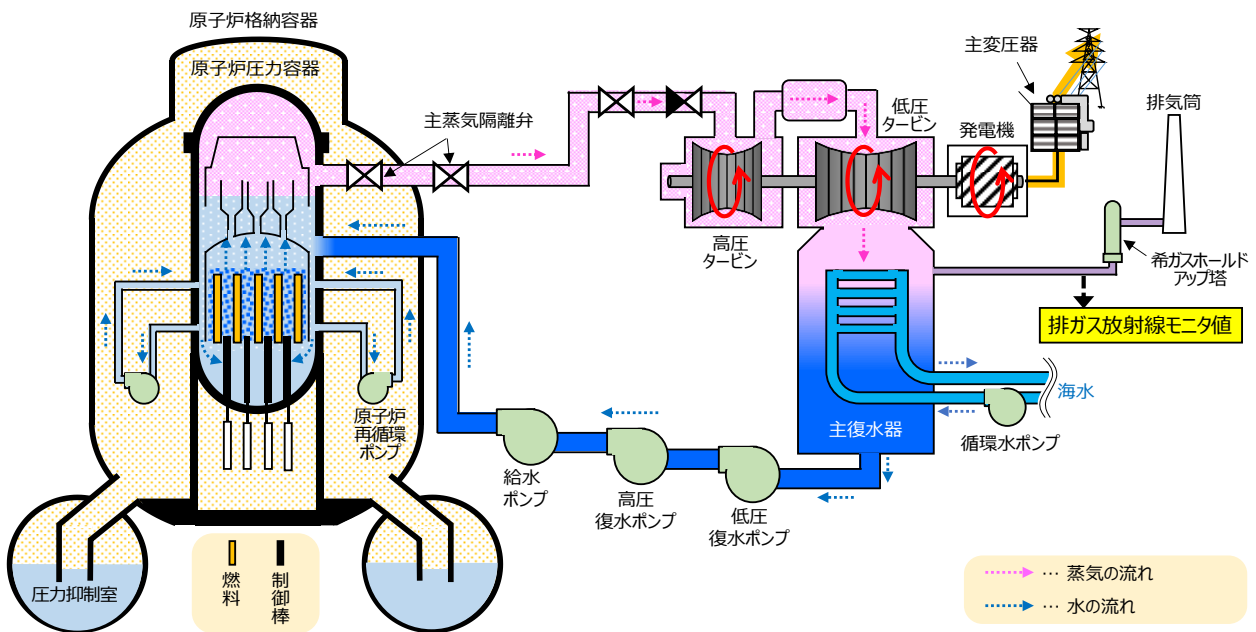 原子炉格納容器
原子炉圧力容器
主蒸気隔離弁
高圧
タービン
低圧
タービン
発電機
主変圧器
排気筒
希ガスホールド
アップ塔
排ガス放射線モニタ値
海水
循環水ポンプ
主復水器
低圧
復水ポンプ
高圧
復水ポンプ
給水
ポンプ
原子炉
再循環
ポンプ
圧力抑制室
燃料
制御棒
… 蒸気の流れ
… 水の流れ